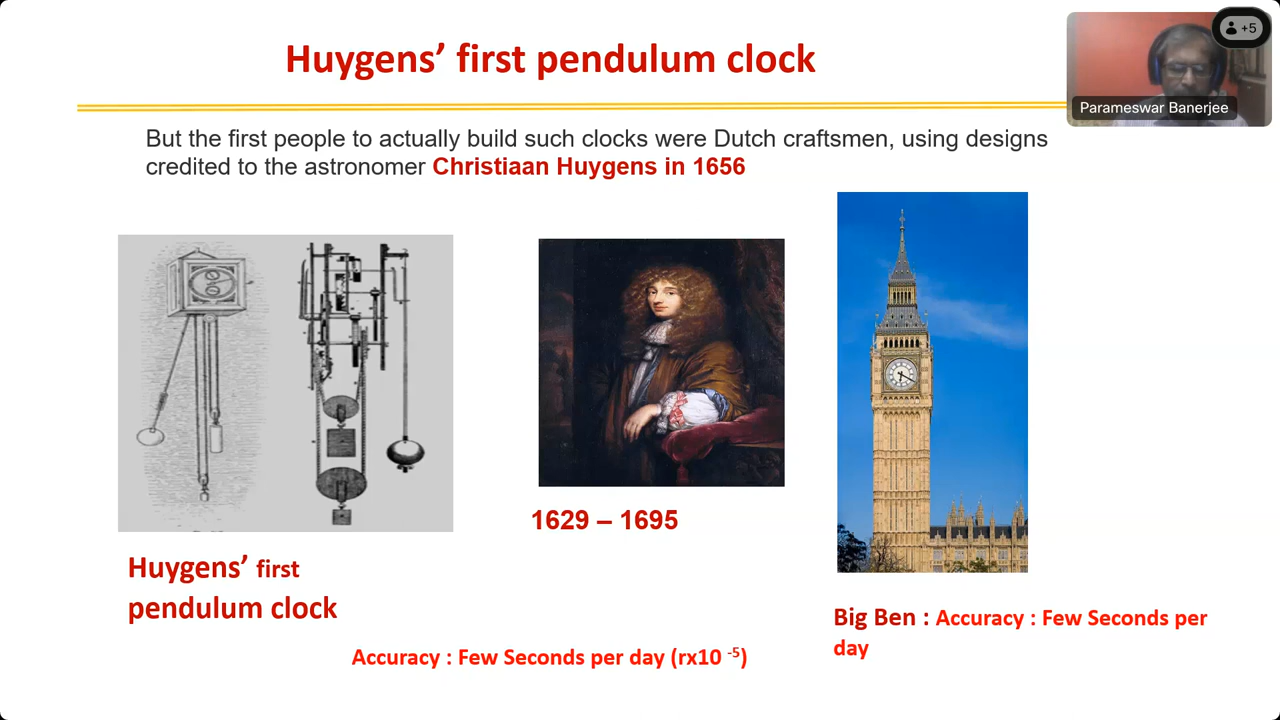 Huygens’ first pendulum clock
+5
Parameswar Banerjee
But the first people to actually build such clocks were Dutch craftsmen, using designs
credited to the astronomer Christiaan Huygens in 1656
1629 – 1695
Huygens’ first
pendulum clock
Big Ben : Accuracy : Few Seconds per
day
Accuracy : Few Seconds per day (rx10 -5)